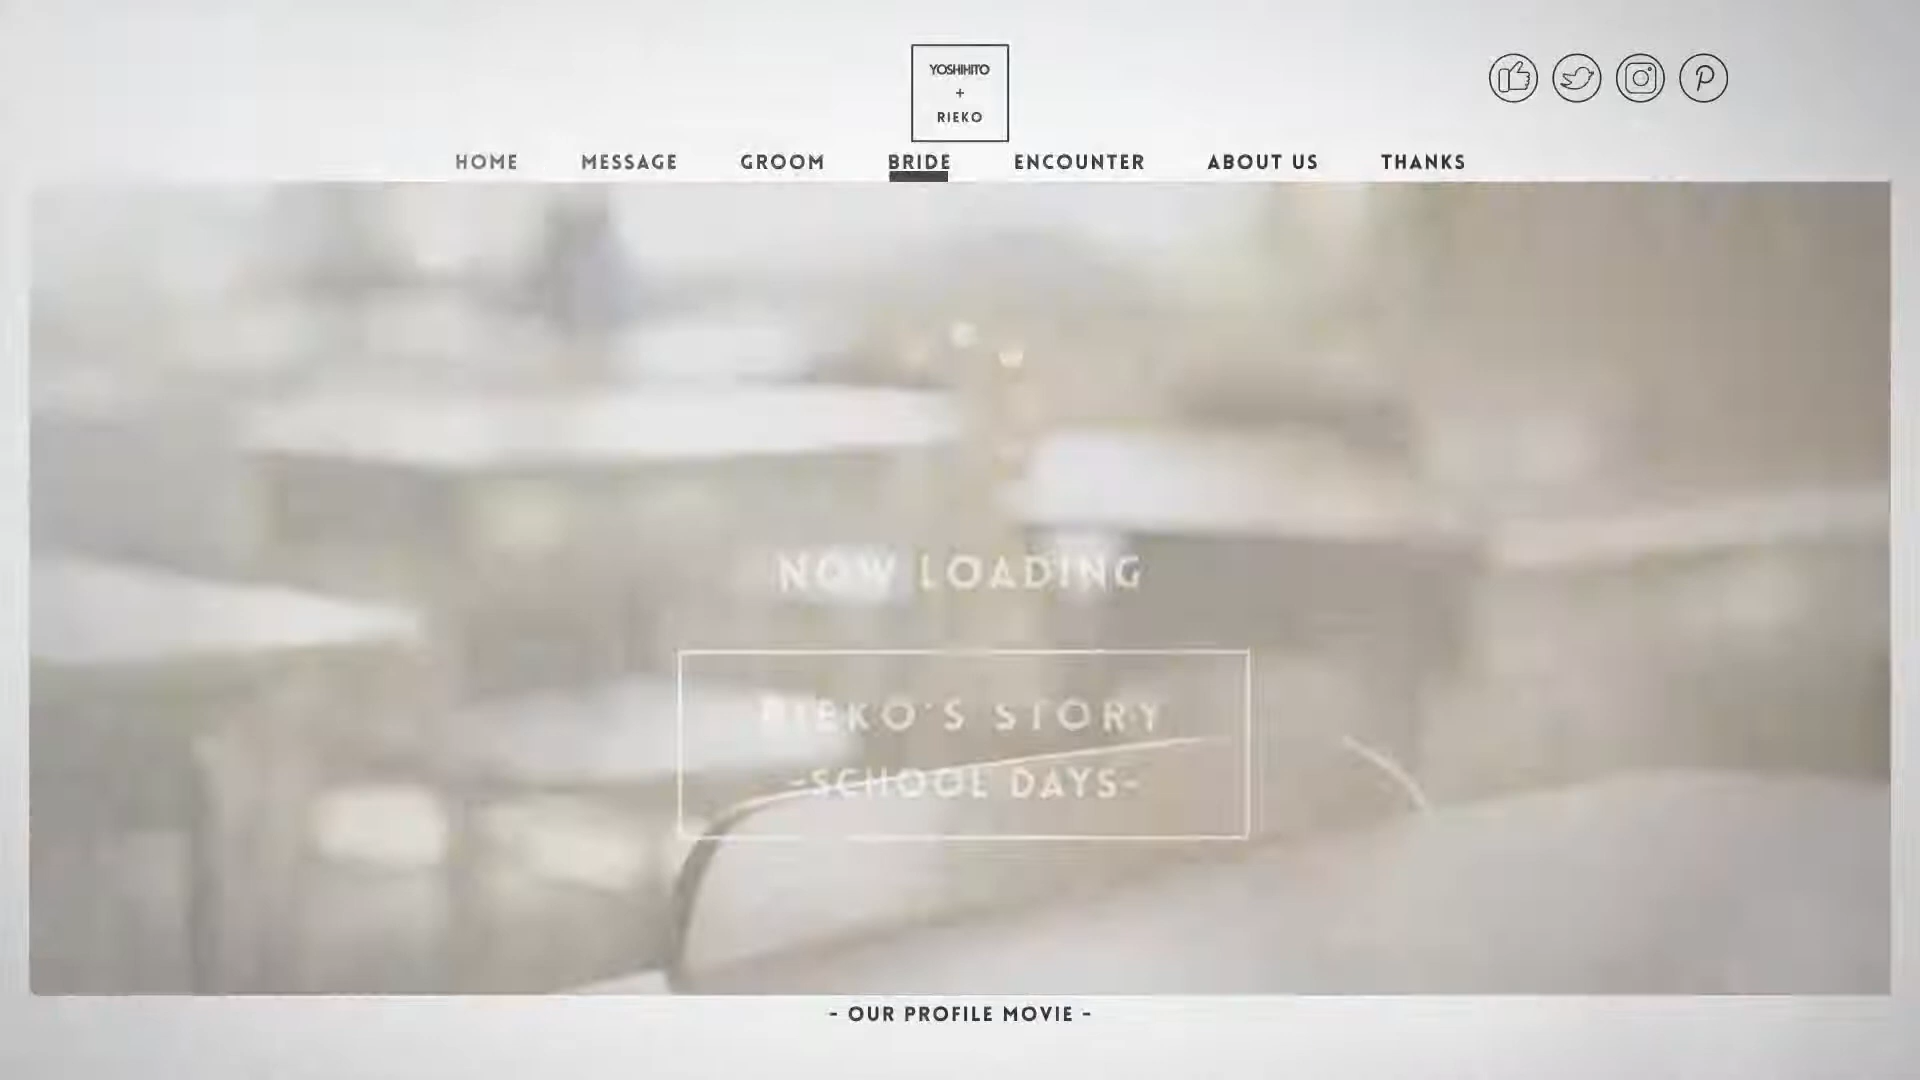 YOSHIHITO
+
RIEKO
HOME MESSAGE GROOM BRIDE ENCOUNTER ABOUT US THANKS
NOW LOADING
RIEKO'S STORY
-SCHOOL DAYS-
- OUR PROFILE MOVIE -